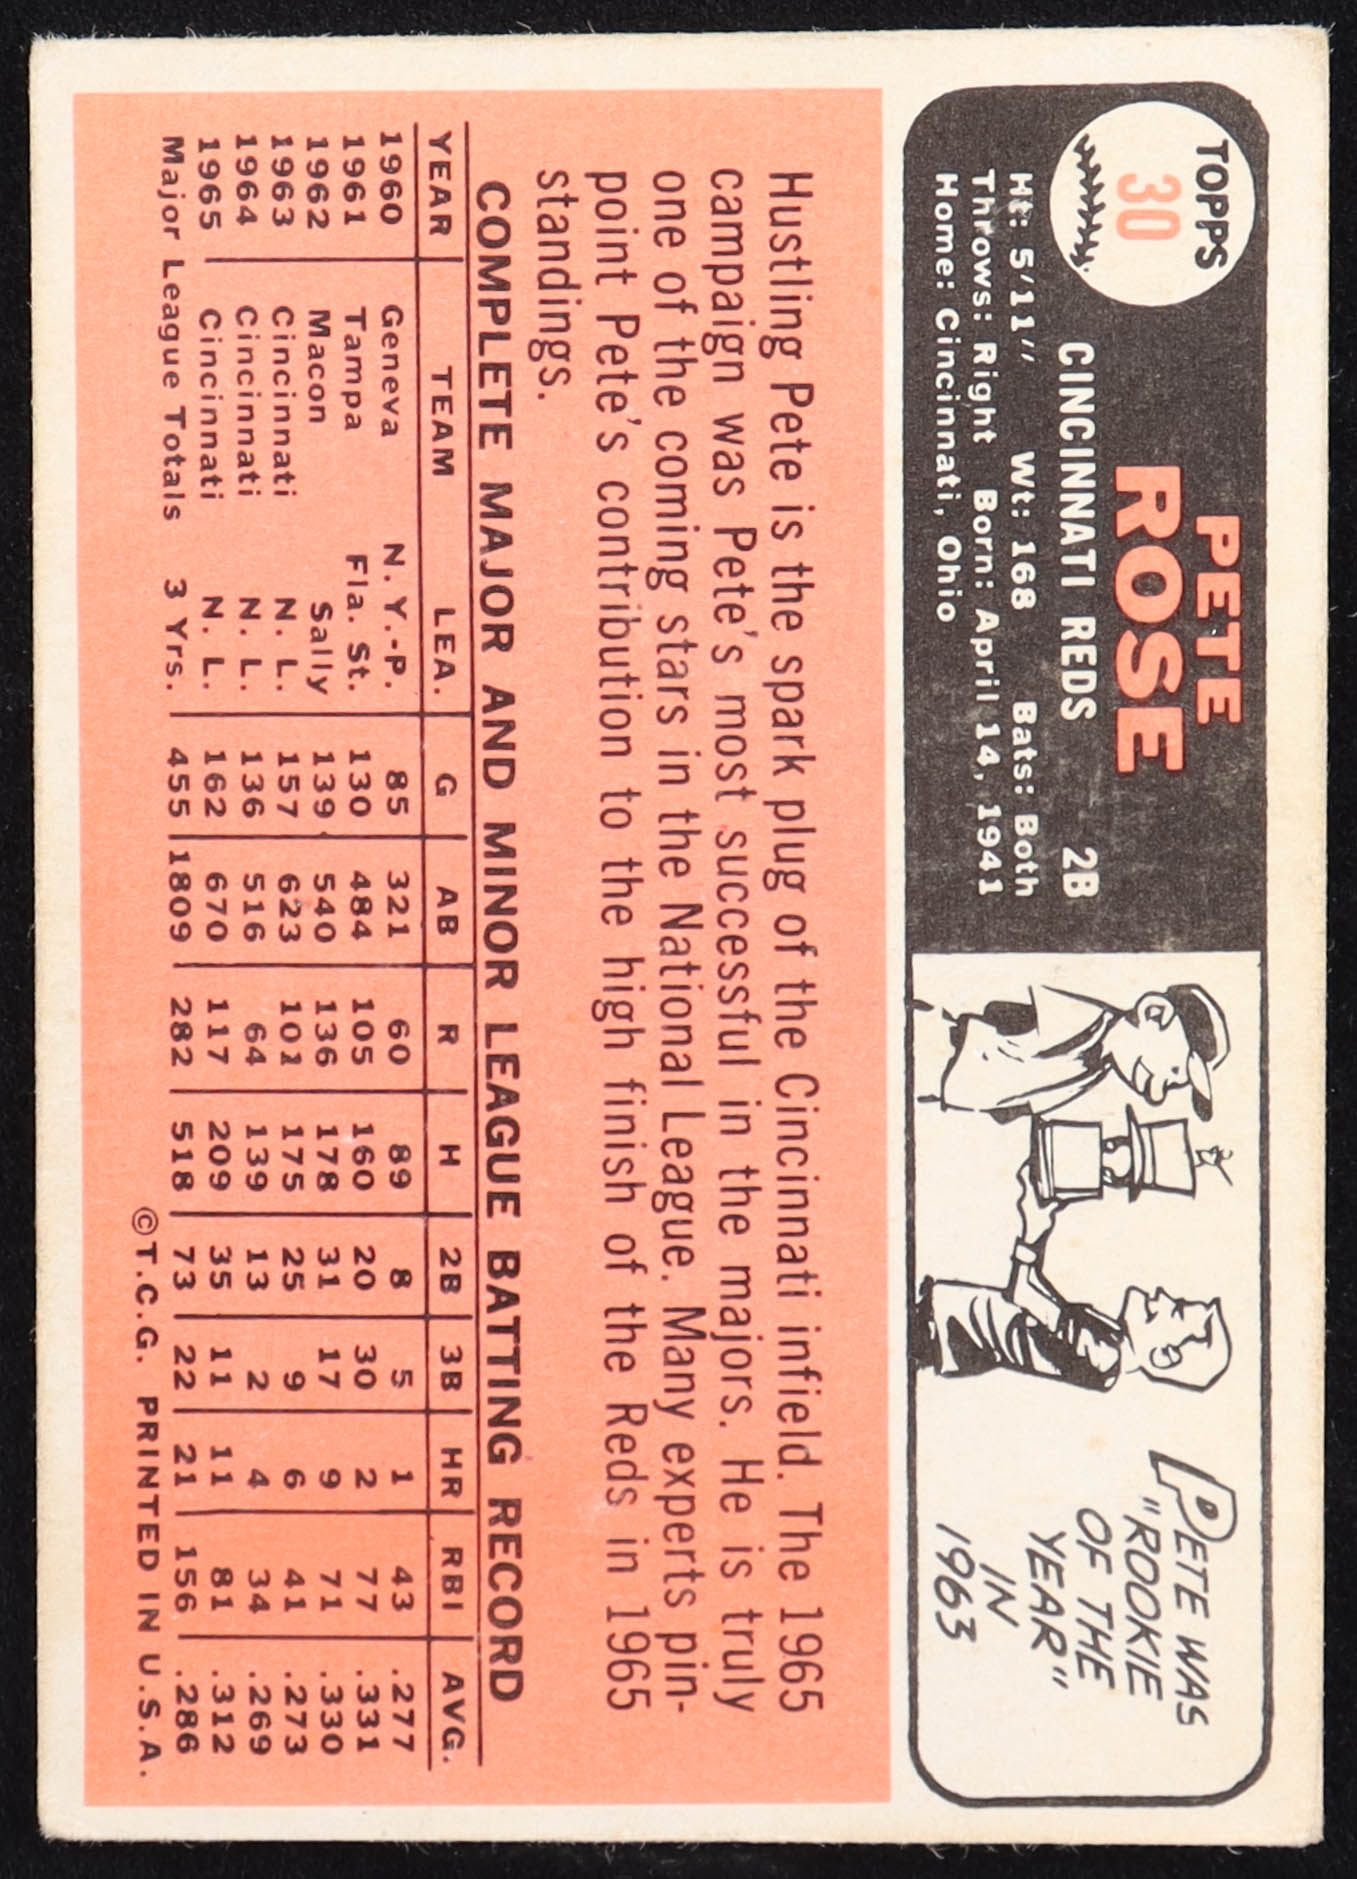 TOPPS
30
PETE
ROSE
CINCINNATI REDS 2B
Ht: 5'11" Wt: 168 Bats: Both
Throws: Right Born: April 14, 1941
Home: Cincinnati, Ohio
PETE WAS
"ROOKIE
OF THE
YEAR"
IN
1963
Hustling Pete is the spark plug of the Cincinnati infield. The 1965
campaign was Pete's most successful in the majors. He is truly
one of the coming stars in the National League. Many experts pin-
point Pete's contribution to the high finish of the Reds in 1965
standings.
COMPLETE MAJOR AND MINOR LEAGUE BATTING RECORD
YEAR TEAM LEA. G AB R H 2B 3B HR RBI AVG.
1960 Geneva N. Y.-P. 85 321 60 89 8 5 1 43 .277
1961 Tampa Fla. St. 130 484 105 160 20 30 2 77 .331
1962 Macon Sally 139 540 136 178 31 17 9 71 .330
1963 Cincinnati N. L. 157 623 101 175 25 9 6 41 .273
1964 Cincinnati N. L. 136 516 64 139 13 2 4 34 .269
1965 Cincinnati N. L. 162 670 117 209 35 11 11 81 .312
Major League Totals 3 Yrs. 455 1809 282 518 73 22 21 156 .286
©T.C.G. PRINTED IN U.S.A.